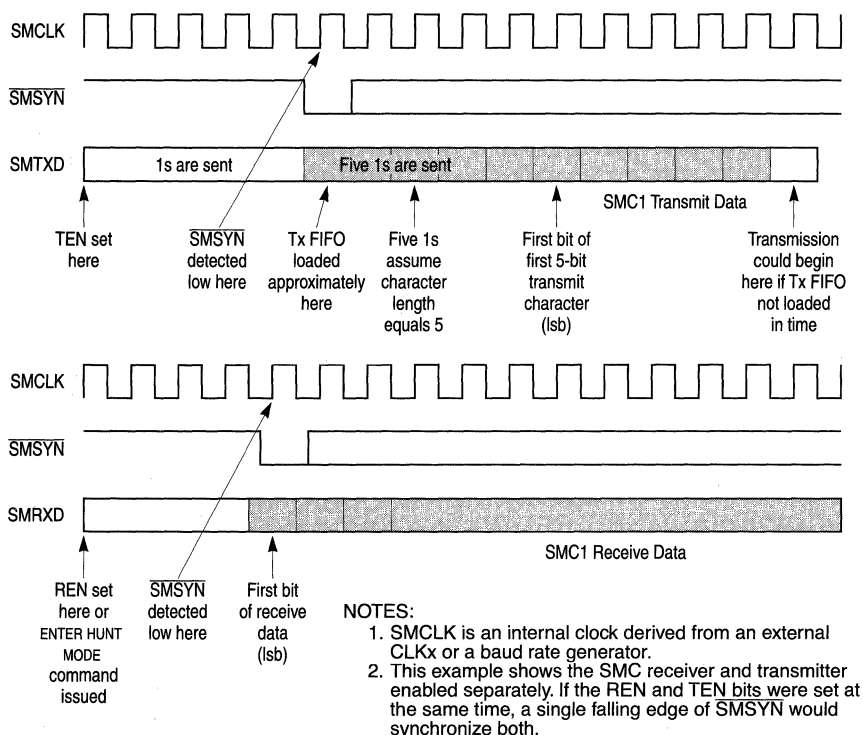 SMCLK
SMSYN
SMTXD
1s are sent
Five 1s are sent
SMC1 Transmit Data
TEN set
here
SMSYN
detected
low here
Tx FIFO
loaded
approximately
here
Five 1s
assume
character
length
equals 5
First bit of
first 5-bit
transmit
character
(lsb)
Transmission
could begin
here if Tx FIFO
not loaded
in time
SMCLK
SMSYN
SMRXD
SMC1 Receive Data
REN set
here or
ENTER HUNT
MODE
command
issued
SMSYN
detected
low here
First bit
of receive
data
(lsb)
NOTES:
1. SMCLK is an internal clock derived from an external
CLKx or a baud rate generator.
2. This example shows the SMC receiver and transmitter
enabled separately. If the REN and TEN bits were set at
the same time, a single falling edge of SMSYN would
synchronize both.